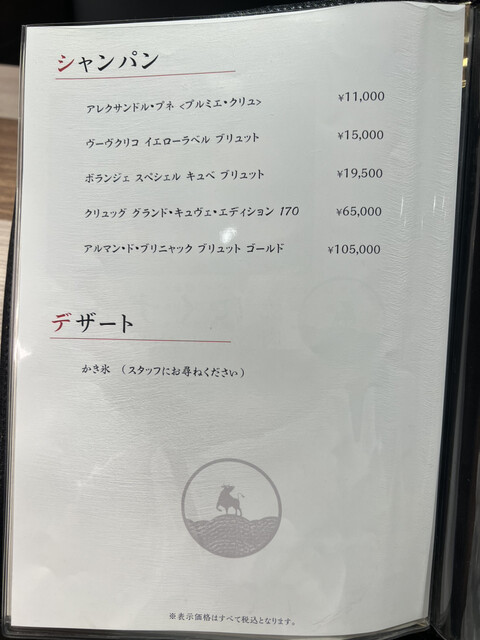 シャンパン
アレクサンドル・ブネ <プルミエ・クリュ> ¥11,000
ヴーヴクリコ イエローラベル ブリュット ¥15,000
ボランジェ スペシェル キュベ ブリュット ¥19,500
クリュッグ グランド・キュヴェ・エディション 170 ¥65,000
アルマン・ド・ブリニャック ブリュット ゴールド ¥105,000
デザート
かき氷 (スタッフにお尋ねください)
※表示価格はすべて税込となります。